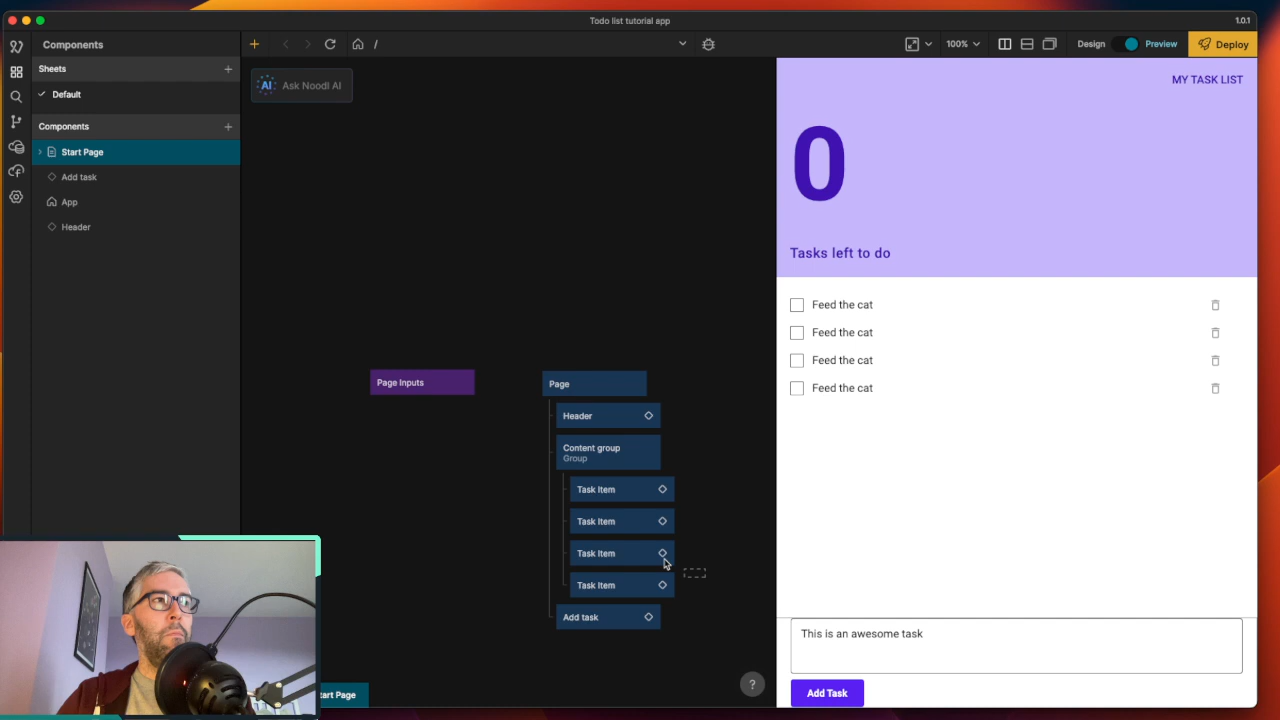 Todo list tutorial app
1.0.1
Components
/
100%
Design
Preview
Deploy
Sheets
Default
Components
Start Page
Add task
App
Header
AI
Ask Noodl AI
Page Inputs
Page
Header
Content group
Group
Task Item
Task Item
Task Item
Task Item
Add task
?
tart Page
MY TASK LIST
0
Tasks left to do
Feed the cat
Feed the cat
Feed the cat
Feed the cat
This is an awesome task
Add Task